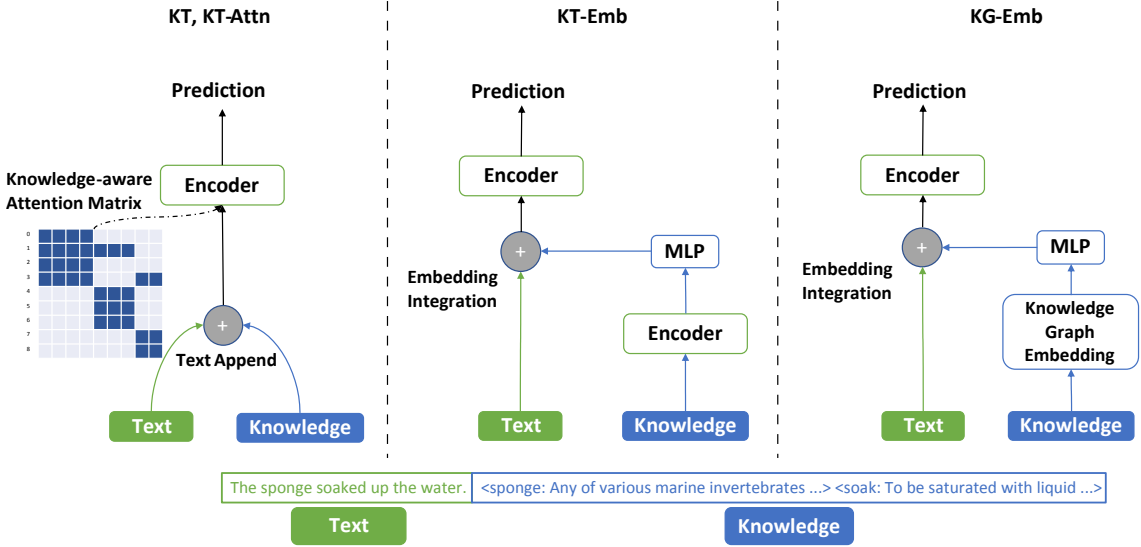 KT, KT-Attn
Prediction
Encoder
Knowledge-aware
Attention Matrix
0
1
2
3
4
5
6
7
8
+
Text Append
Text
Knowledge
KT-Emb
Prediction
Encoder
+
MLP
Embedding
Integration
Encoder
Text
Knowledge
KG-Emb
Prediction
Encoder
+
MLP
Embedding
Integration
Knowledge
Graph
Embedding
Text
Knowledge
The sponge soaked up the water. <sponge: Any of various marine invertebrates ...> <soak: To be saturated with liquid ...>
Text
Knowledge